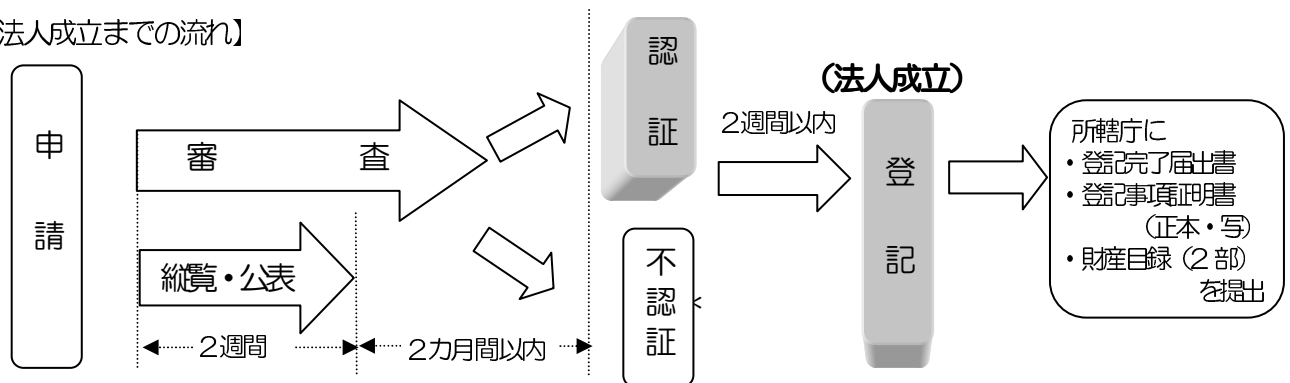 法人成立までの流れ】
申請
審査
縦覧・公表
2週間
2カ月間以内
認証
不認証
2週間以内
（法人成立）
登記
所轄庁に
・登記完了届出書
・登記事項証明書
（正本・写）
・財産目録（2部）
を提出